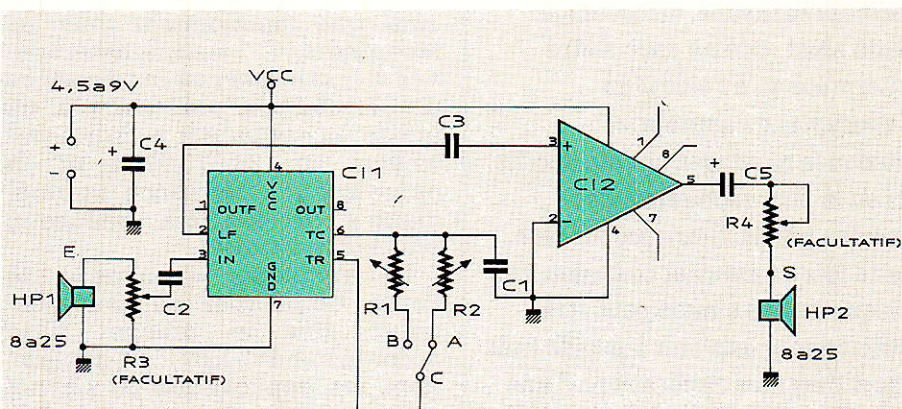 VCC
4,5a9V
+
-
+
C4
C3
4
CI1
VCC
1 OUTF
OUT 8
2 LF
TC 6
3 IN
TR 5
GND
7
3 +
2 -
CI2
1
8
5
7
4
+
C5
R4
(FACULTATIF)
S
HP2
8a25
E
HP1
8a25
R3
(FACULTATIF)
C2
R1
R2
C1
B
A
C